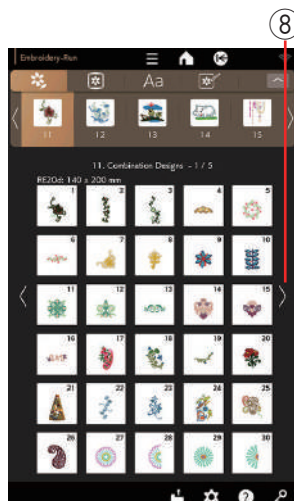 ⑧
Embroidery-Run
Aa
11 12 13 14 15
11. Combination Designs - 1 / 5
RE20d: 140 x 200 mm
1 2 3 4 5
6 7 8 9 10
11 12 13 14 15
16 17 18 19 20
21 22 23 24 25
26 27 28 29 30
?